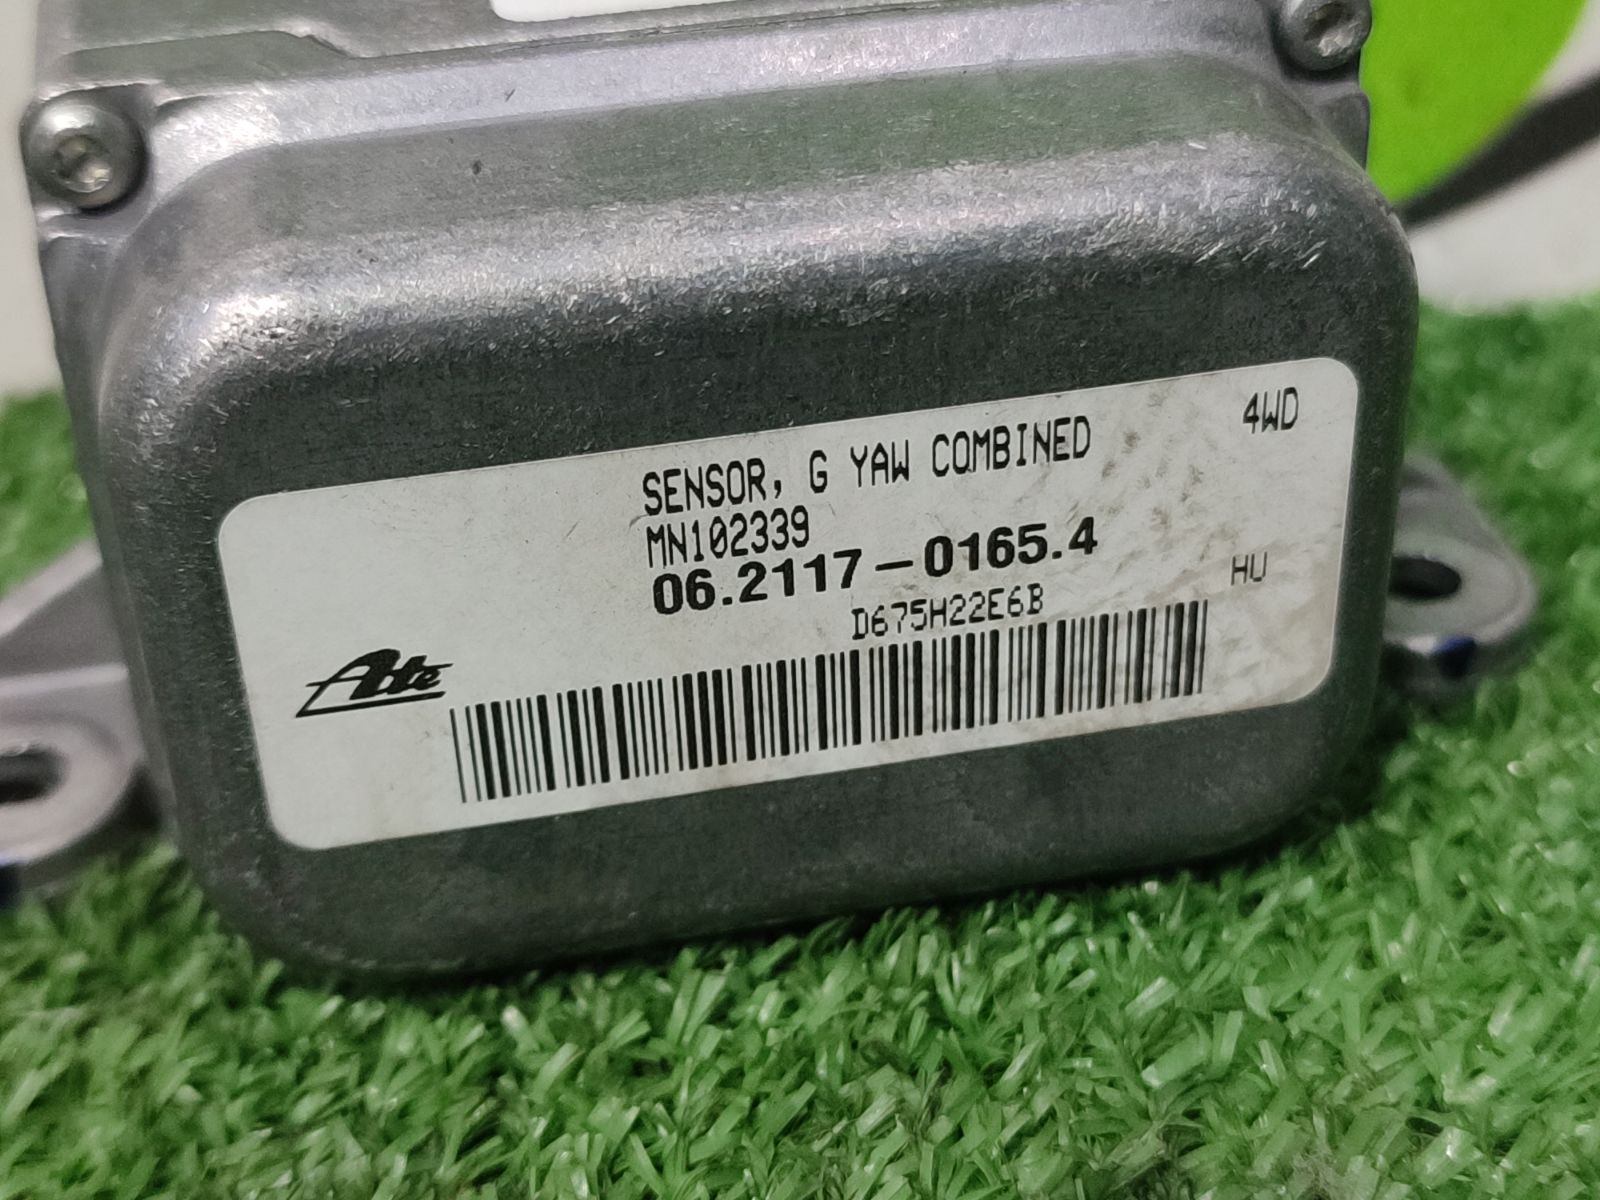 4WD
SENSOR, G YAW COMBINED
MN102339
06.2117-0165.4
HU
D675H22E6B
Ate